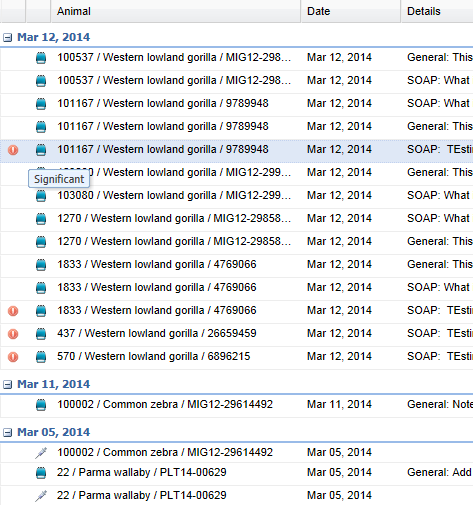 Animal Date Details
Mar 12, 2014
100537 / Western lowland gorilla / MIG12-298... Mar 12, 2014 General: This
100537 / Western lowland gorilla / MIG12-298... Mar 12, 2014 SOAP: What
101167 / Western lowland gorilla / 9789948 Mar 12, 2014 SOAP: What
101167 / Western lowland gorilla / 9789948 Mar 12, 2014 General: This
101167 / Western lowland gorilla / 9789948 Mar 12, 2014 SOAP: TEstin
/ Western lowland gorilla / MIG12-299... Mar 12, 2014 General: This
Significant
103080 / Western lowland gorilla / MIG12-299... Mar 12, 2014 SOAP: What
1270 / Western lowland gorilla / MIG12-29858... Mar 12, 2014 SOAP: What
1270 / Western lowland gorilla / MIG12-29858... Mar 12, 2014 General: This
1833 / Western lowland gorilla / 4769066 Mar 12, 2014 General: This
1833 / Western lowland gorilla / 4769066 Mar 12, 2014 SOAP: What
1833 / Western lowland gorilla / 4769066 Mar 12, 2014 SOAP: TEstin
437 / Western lowland gorilla / 26659459 Mar 12, 2014 SOAP: TEstin
570 / Western lowland gorilla / 6896215 Mar 12, 2014 SOAP: TEstin
Mar 11, 2014
100002 / Common zebra / MIG12-29614492 Mar 11, 2014 General: Note
Mar 05, 2014
100002 / Common zebra / MIG12-29614492 Mar 05, 2014
22 / Parma wallaby / PLT14-00629 Mar 05, 2014 General: Add
22 / Parma wallaby / PLT14-00629 Mar 05, 2014